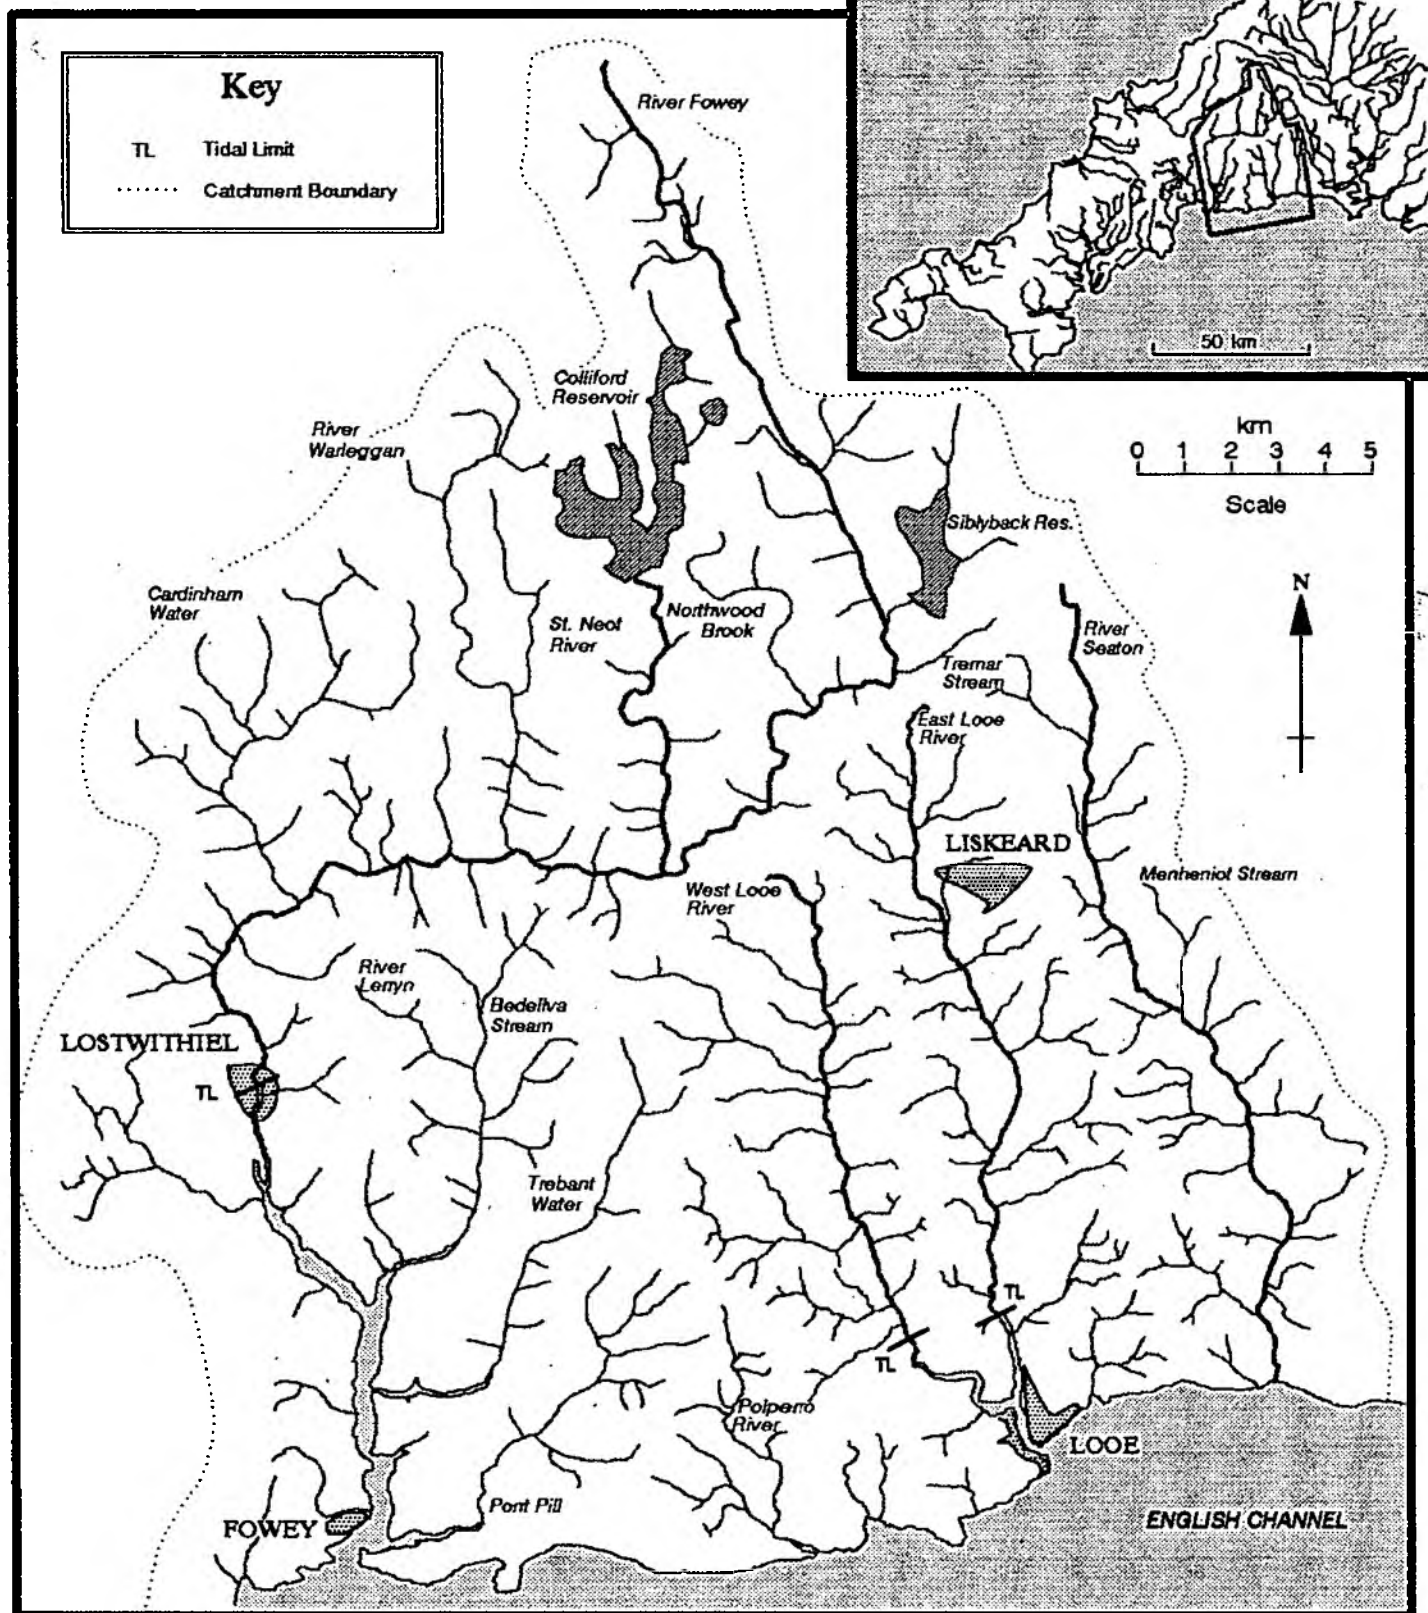 Key
TL Tidal Limit
Catchment Boundary
River Fowey
50 km
Colliford
Reservoir
River
Warleggan
km
0 1 2 3 4 5
Scale
Siblyback Res.
N
Cardinham
Water
St. Neot
River
Northwood
Brook
River
Seaton
Tremar
Stream
East Looe
River
LISKEARD
Menheniot Stream
West Looe
River
River
Lerryn
Bedeliva
Stream
LOSTWITHIEL
TL
Trebant
Water
TL
TL
Polperro
River
LOOE
Pont Pill
FOWEY
ENGLISH CHANNEL